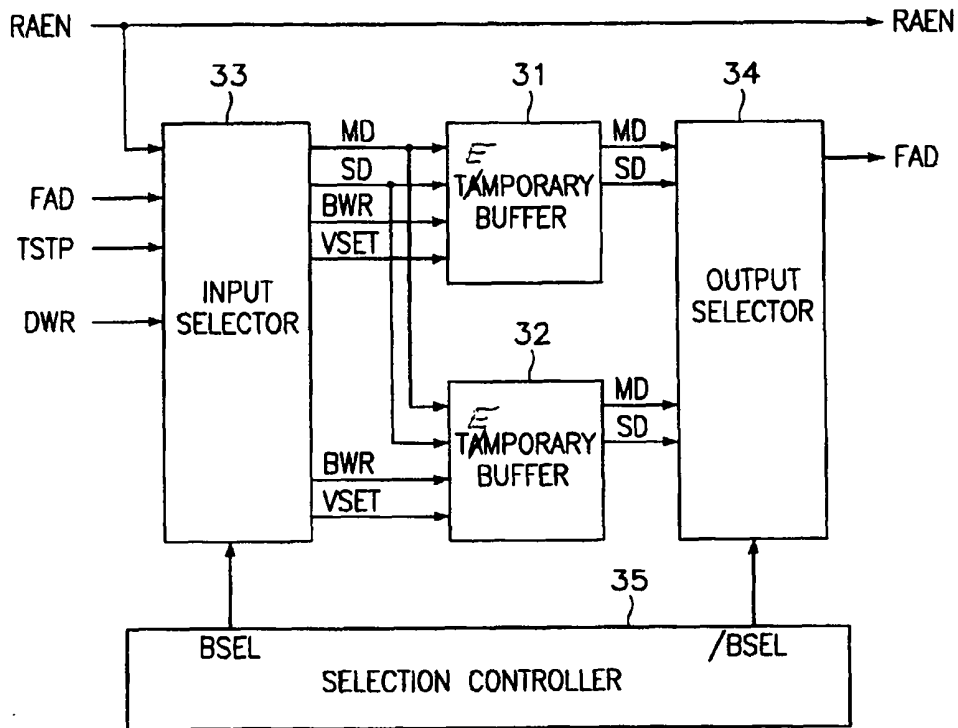 RAEN
RAEN
33
31
34
MD
MD
FAD
SD
E
SD
FAD
TAMPORARY
BWR
BUFFER
TSTP
VSET
INPUT
SELECTOR
OUTPUT
SELECTOR
DWR
32
MD
E
SD
TAMPORARY
BWR
BUFFER
VSET
35
BSEL
/BSEL
SELECTION CONTROLLER